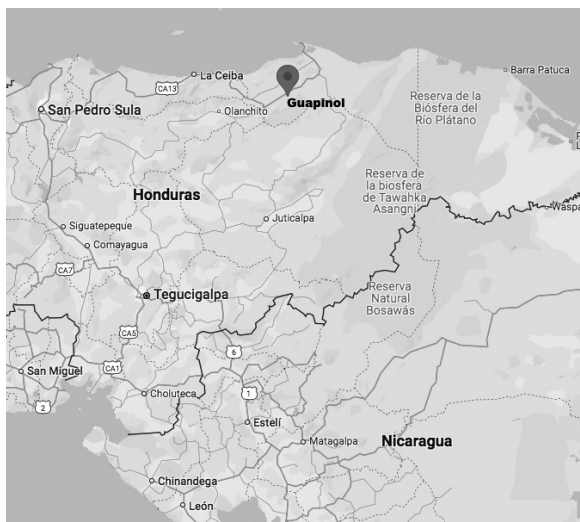 La Ceiba
CA13
Barra Patuca
San Pedro Sula
Olanchito
Guapinol
Reserva de la
Biósfera del
Río Plátano
Reserva de
la biosfera
de Tawahka
Asangni
Honduras
Juticalpa
Waspa
Siguatepeque
Comayagua
CA7
Tegucigalpa
Reserva
Natural
Bosawás
CA5
6
San Miguel
CA1
Choluteca
1
2
Estelí
Matagalpa
Nicaragua
Chinandega
León